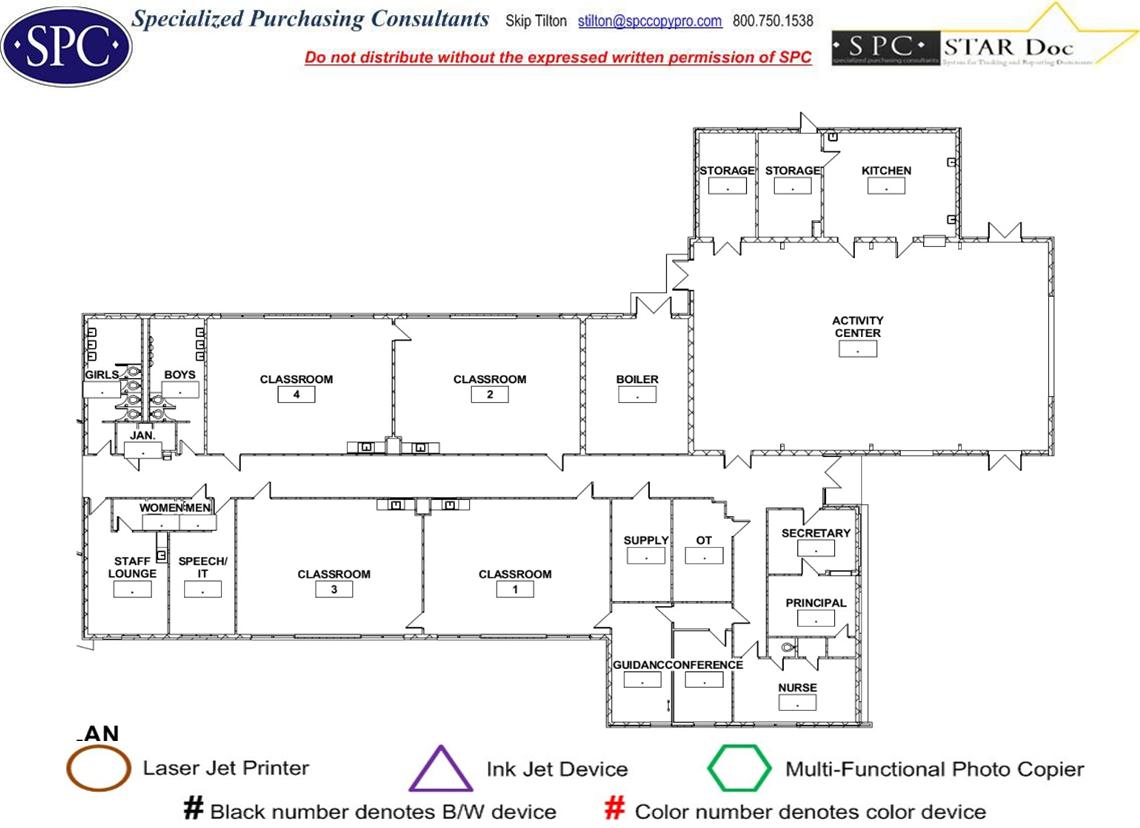 Specialized Purchasing Consultants Skip Tilton stilton@spccopypro.com 800.750.1538
·SPC·
Do not distribute without the expressed written permission of SPC
·SPC· STAR Doc
specialized purchasing consultants System for Tracking and Reporting Documents
STORAGE STORAGE KITCHEN
ACTIVITY
CENTER
GIRLS BOYS CLASSROOM CLASSROOM BOILER
4 2
JAN.
WOMEN MEN
SECRETARY
SUPPLY OT
STAFF SPEECH/
LOUNGE IT
CLASSROOM CLASSROOM
3 1
PRINCIPAL
GUIDANCCONFERENCE
NURSE
AN
Laser Jet Printer Ink Jet Device Multi-Functional Photo Copier
# Black number denotes B/W device # Color number denotes color device